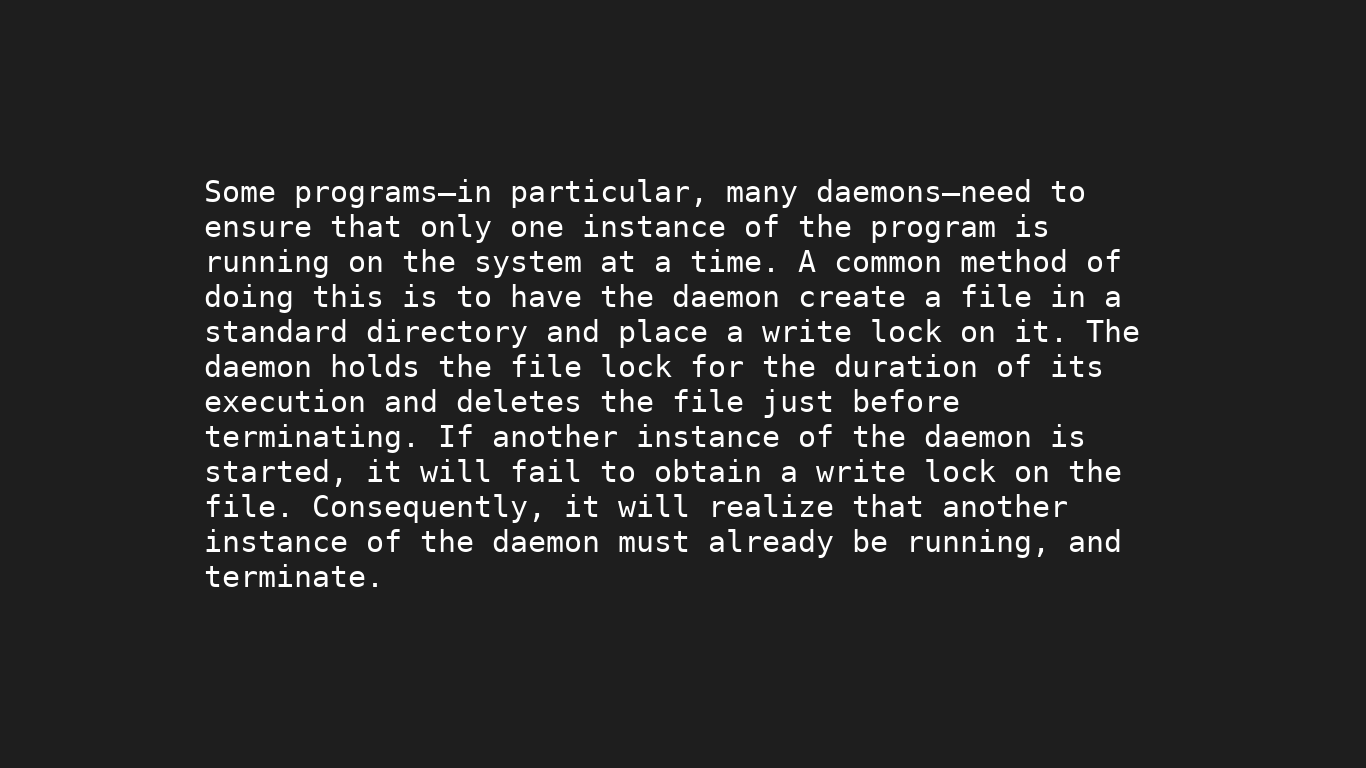 Some programs—in particular, many daemons—need to
ensure that only one instance of the program is
running on the system at a time. A common method of
doing this is to have the daemon create a file in a
standard directory and place a write lock on it. The
daemon holds the file lock for the duration of its
execution and deletes the file just before
terminating. If another instance of the daemon is
started, it will fail to obtain a write lock on the
file. Consequently, it will realize that another
instance of the daemon must already be running, and
terminate.